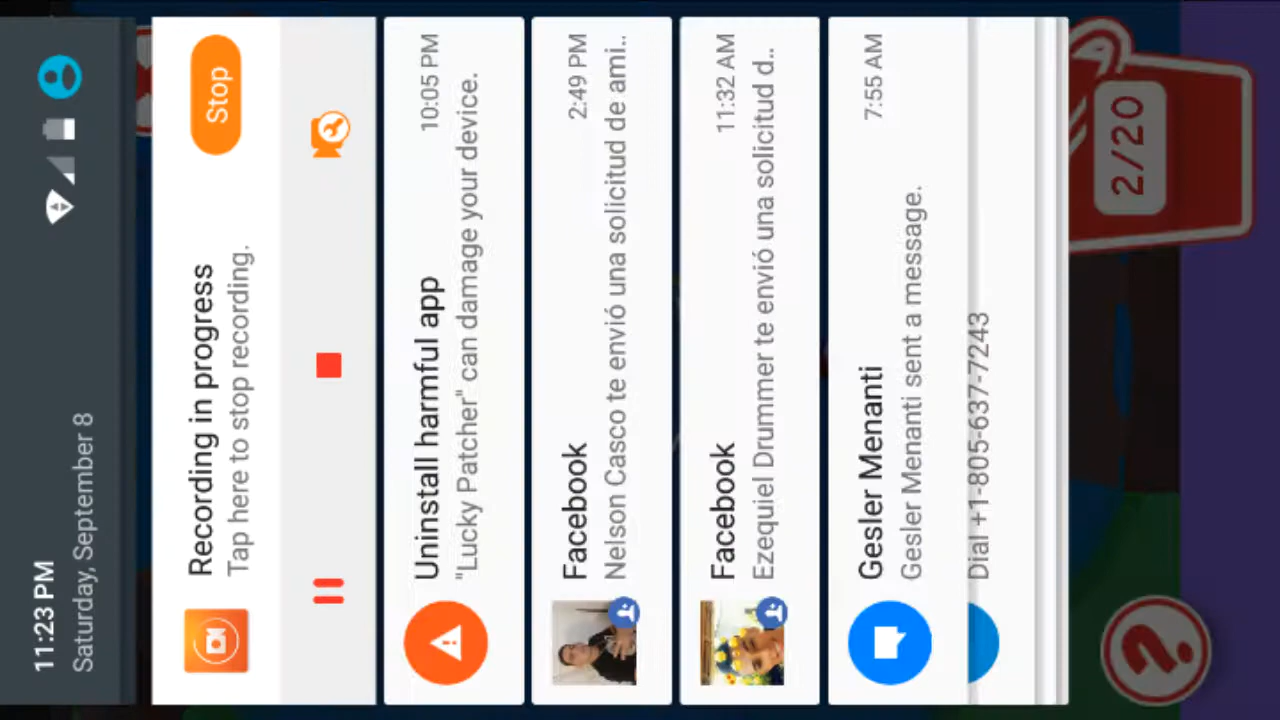 11:23 PM
Saturday, September 8
Recording in progress
Tap here to stop recording.
Stop
Uninstall harmful app
10:05 PM
"Lucky Patcher" can damage your device.
Facebook
2:49 PM
Nelson Casco te envió una solicitud de ami..
Facebook
11:32 AM
Ezequiel Drummer te envió una solicitud d..
Gesler Menanti
7:55 AM
Gesler Menanti sent a message.
Dial +1-805-637-7243
2/20
?